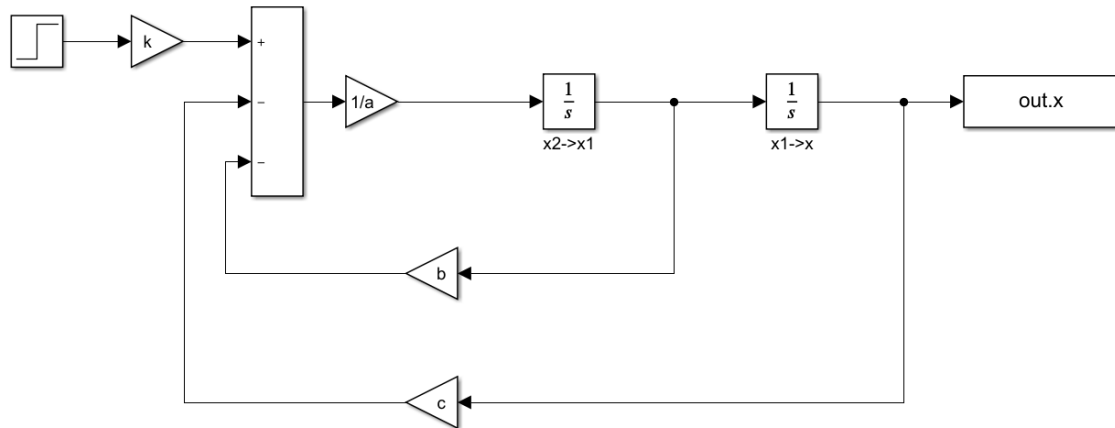 k
+
−
−
1/a
1
s
x2->x1
1
s
x1->x
out.x
b
c